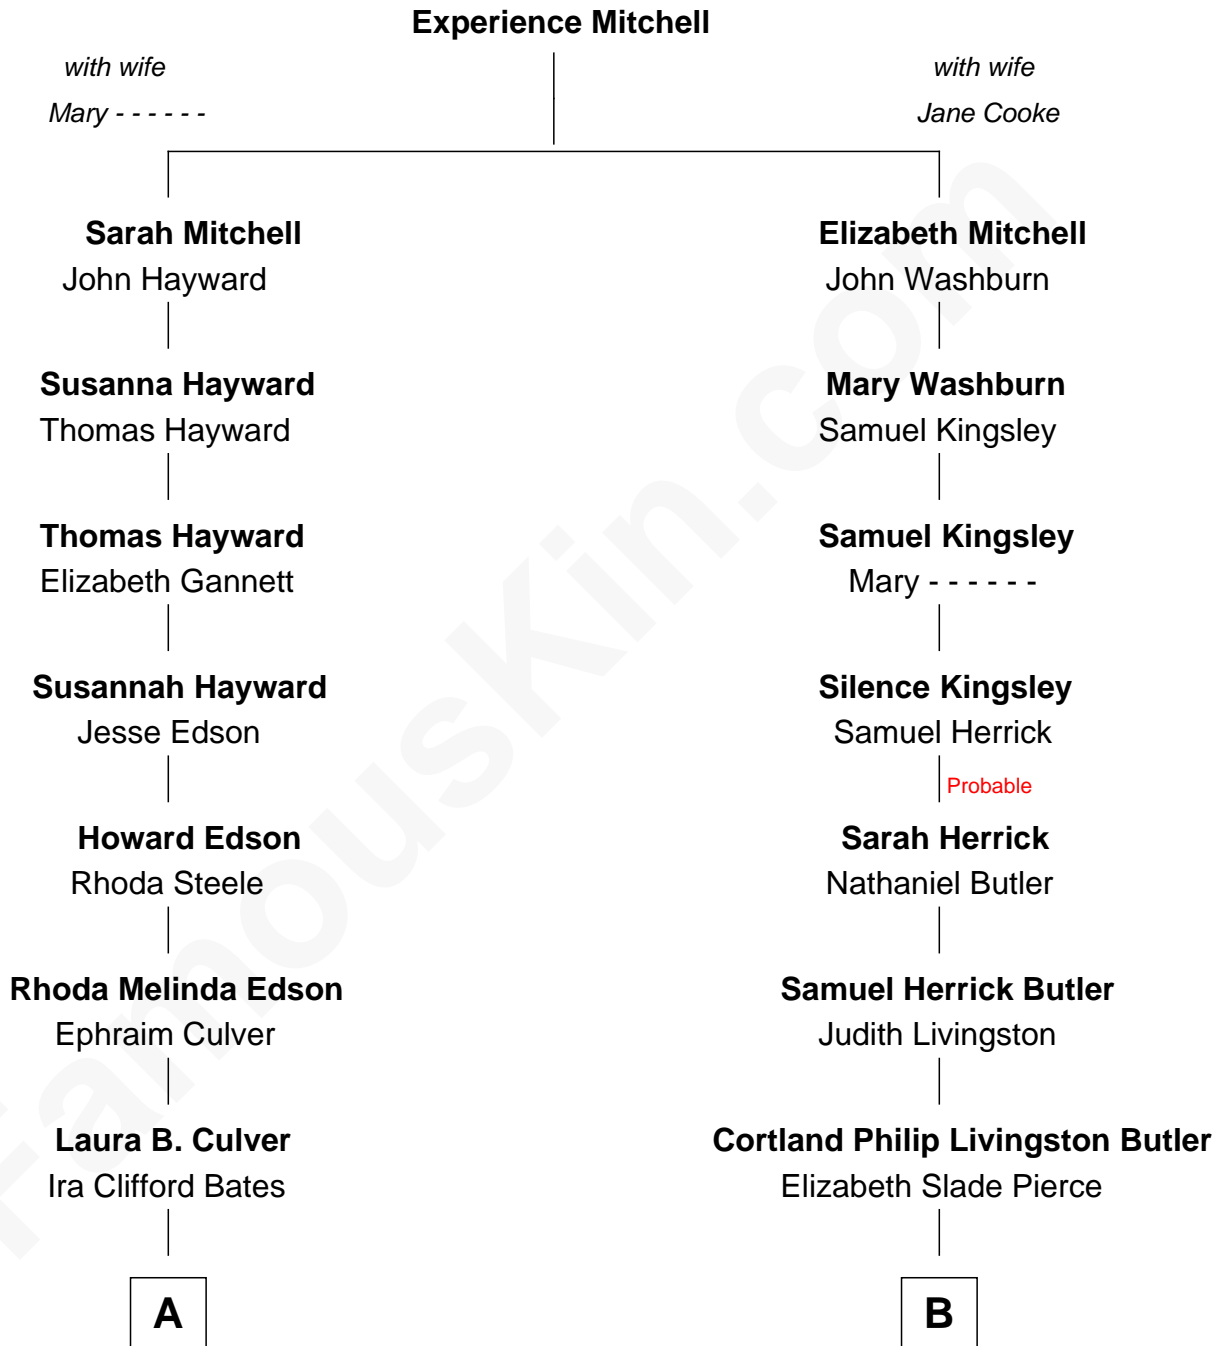 Experience Mitchell
with wife
Mary - - - - - -
with wife
Jane Cooke
Sarah Mitchell
John Hayward
Elizabeth Mitchell
John Washburn
Susanna Hayward
Thomas Hayward
Mary Washburn
Samuel Kingsley
Thomas Hayward
Elizabeth Gannett
Samuel Kingsley
Mary - - - - - -
Susannah Hayward
Jesse Edson
Silence Kingsley
Samuel Herrick
Probable
Howard Edson
Rhoda Steele
Sarah Herrick
Nathaniel Butler
Rhoda Melinda Edson
Ephraim Culver
Samuel Herrick Butler
Judith Livingston
Laura B. Culver
Ira Clifford Bates
Cortland Philip Livingston Butler
Elizabeth Slade Pierce
A
B
FamousKin.com